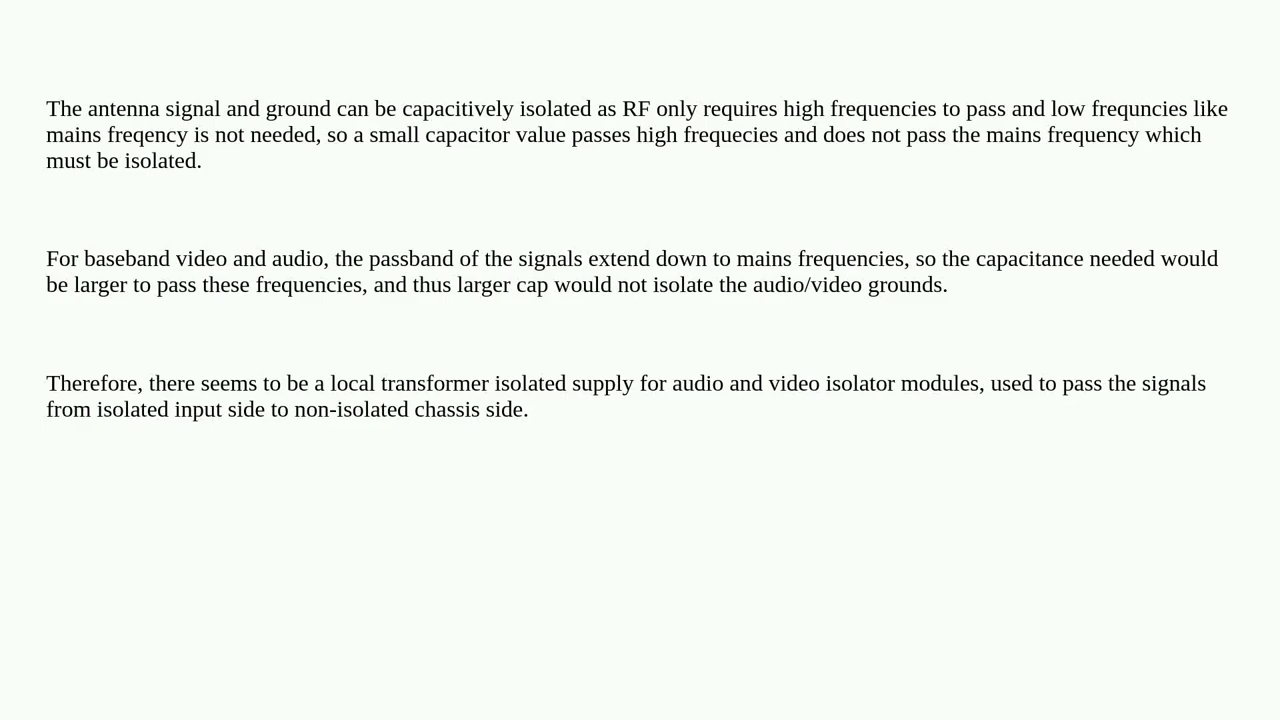 The antenna signal and ground can be capacitively isolated as RF only requires high frequencies to pass and low frequncies like
mains freqency is not needed, so a small capacitor value passes high frequecies and does not pass the mains frequency which
must be isolated.
For baseband video and audio, the passband of the signals extend down to mains frequencies, so the capacitance needed would
be larger to pass these frequencies, and thus larger cap would not isolate the audio/video grounds.
Therefore, there seems to be a local transformer isolated supply for audio and video isolator modules, used to pass the signals
from isolated input side to non-isolated chassis side.